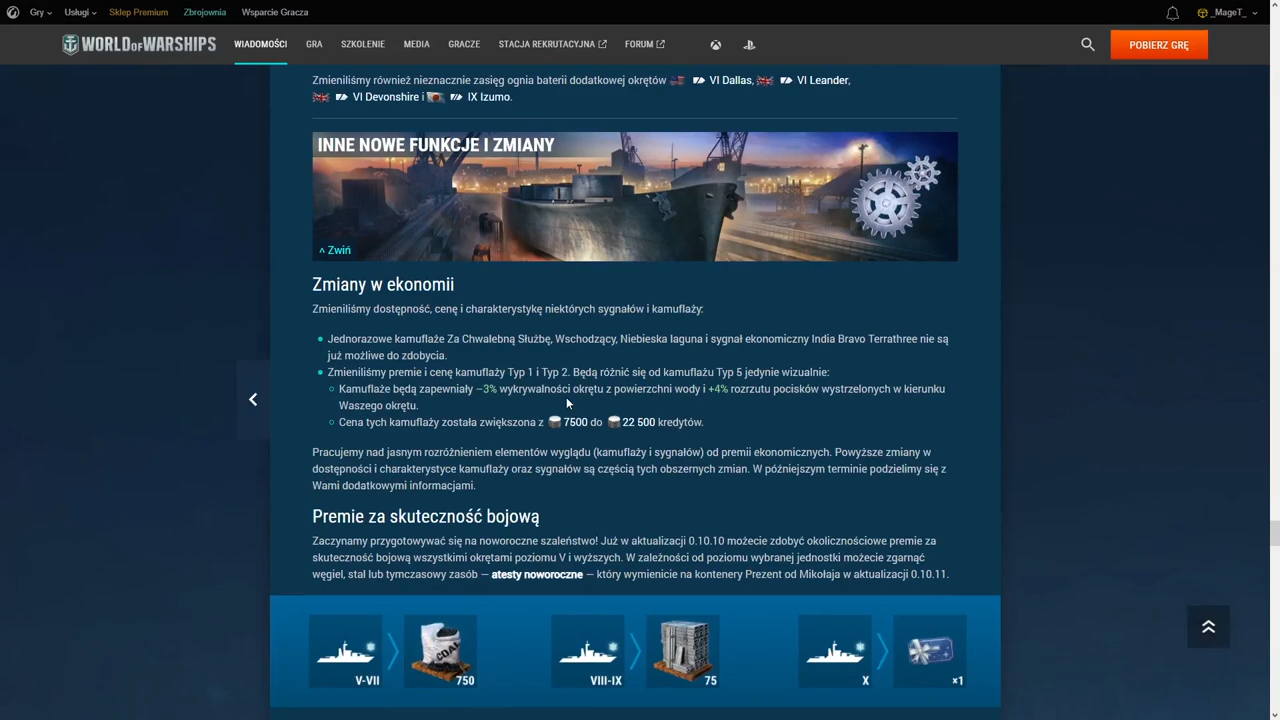 Gry Usługi Sklep Premium Zbrojownia Wsparcie Gracza _MageT_
WORLD OF WARSHIPS WIADOMOŚCI GRA SZKOLENIE MEDIA GRACZE STACJA REKRUTACYJNA FORUM POBIERZ GRĘ
Zmieniliśmy również nieznacznie zasięg ognia baterii dodatkowej okrętów VI Dallas, VI Leander,
VI Devonshire i IX Izumo.
INNE NOWE FUNKCJE I ZMIANY
^ Zwiń
Zmiany w ekonomii
Zmieniliśmy dostępność, cenę i charakterystykę niektórych sygnałów i kamuflaży:
Jednorazowe kamuflaże Za Chwalebną Służbę, Wschodzący, Niebieska laguna i sygnał ekonomiczny India Bravo Terrathree nie są
już możliwe do zdobycia.
Zmieniliśmy premie i cenę kamuflaży Typ 1 i Typ 2. Będą różnić się od kamuflażu Typ 5 jedynie wizualnie:
Kamuflaże będą zapewniały −3% wykrywalności okrętu z powierzchni wody i +4% rozrzutu pocisków wystrzelonych w kierunku
Waszego okrętu.
Cena tych kamuflaży została zwiększona z 7500 do 22 500 kredytów.
Pracujemy nad jasnym rozróżnieniem elementów wyglądu (kamuflaży i sygnałów) od premii ekonomicznych. Powyższe zmiany w
dostępności i charakterystyce kamuflaży oraz sygnałów są częścią tych obszernych zmian. W późniejszym terminie podzielimy się z
Wami dodatkowymi informacjami.
Premie za skuteczność bojową
Zaczynamy przygotowywać się na noworoczne szaleństwo! Już w aktualizacji 0.10.10 możecie zdobyć okolicznościowe premie za
skuteczność bojową wszystkimi okrętami poziomu V i wyższych. W zależności od poziomu wybranej jednostki możecie zgarnąć
węgiel, stal lub tymczasowy zasób — atesty noworoczne — który wymienicie na kontenery Prezent od Mikołaja w aktualizacji 0.10.11.
COAL
V-VII 750 VIII-IX 75 X ×1